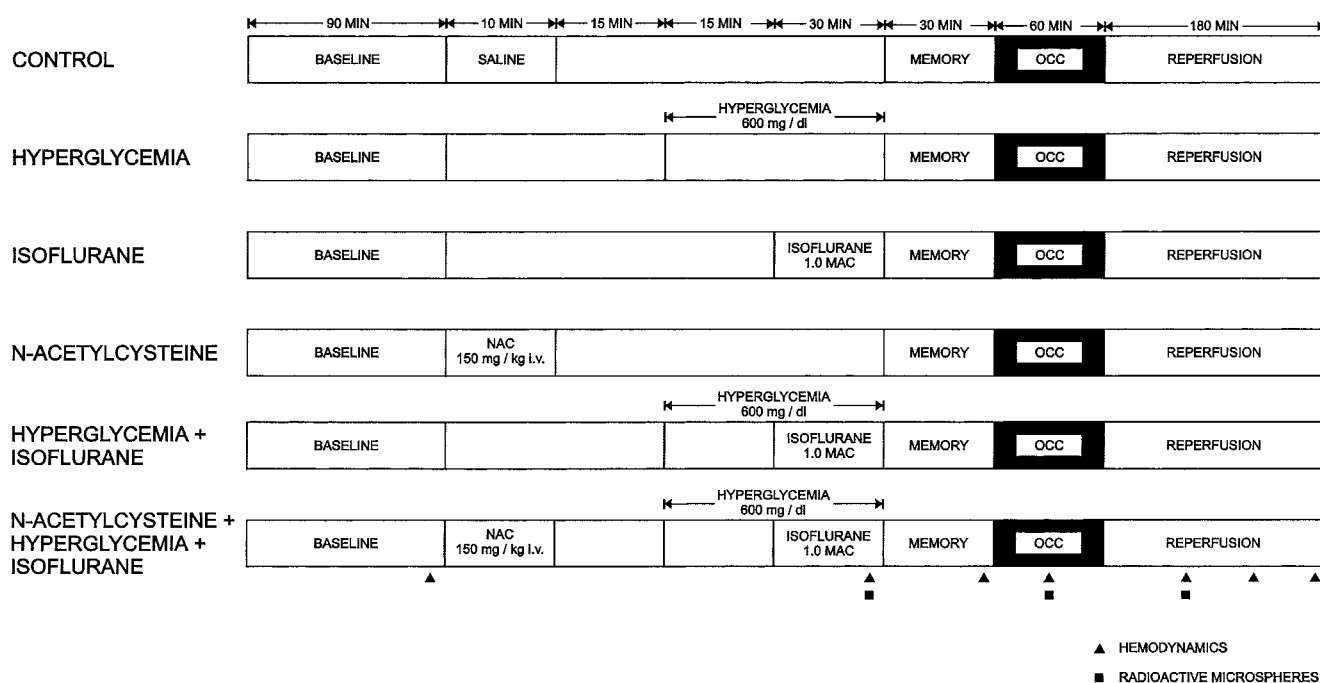 90 MIN 10 MIN 15 MIN 15 MIN 30 MIN 30 MIN 60 MIN 180 MIN
CONTROL BASELINE SALINE MEMORY OCC REPERFUSION
HYPERGLYCEMIA
600 mg / dl
HYPERGLYCEMIA BASELINE MEMORY OCC REPERFUSION
ISOFLURANE BASELINE ISOFLURANE
1.0 MAC MEMORY OCC REPERFUSION
N-ACETYLCYSTEINE BASELINE NAC
150 mg / kg i.v. MEMORY OCC REPERFUSION
HYPERGLYCEMIA
600 mg / dl
HYPERGLYCEMIA +
ISOFLURANE BASELINE ISOFLURANE
1.0 MAC MEMORY OCC REPERFUSION
HYPERGLYCEMIA
600 mg / dl
N-ACETYLCYSTEINE +
HYPERGLYCEMIA +
ISOFLURANE BASELINE NAC
150 mg / kg i.v. ISOFLURANE
1.0 MAC MEMORY OCC REPERFUSION
HEMODYNAMICS
RADIOACTIVE MICROSPHERES